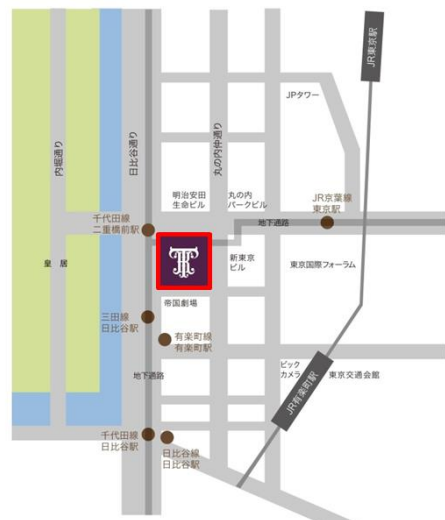 JR東京駅
JPタワー
内堀通り
日比谷通り
丸の内仲通り
明治安田
生命ビル
丸の内
パークビル
JR京葉線
東京駅
千代田線
二重橋前駅
地下通路
皇居
新東京
ビル
東京国際フォーラム
帝国劇場
三田線
日比谷駅
有楽町線
有楽町駅
ビック
カメラ
東京交通会館
地下通路
JR有楽町駅
千代田線
日比谷駅
日比谷線
日比谷駅